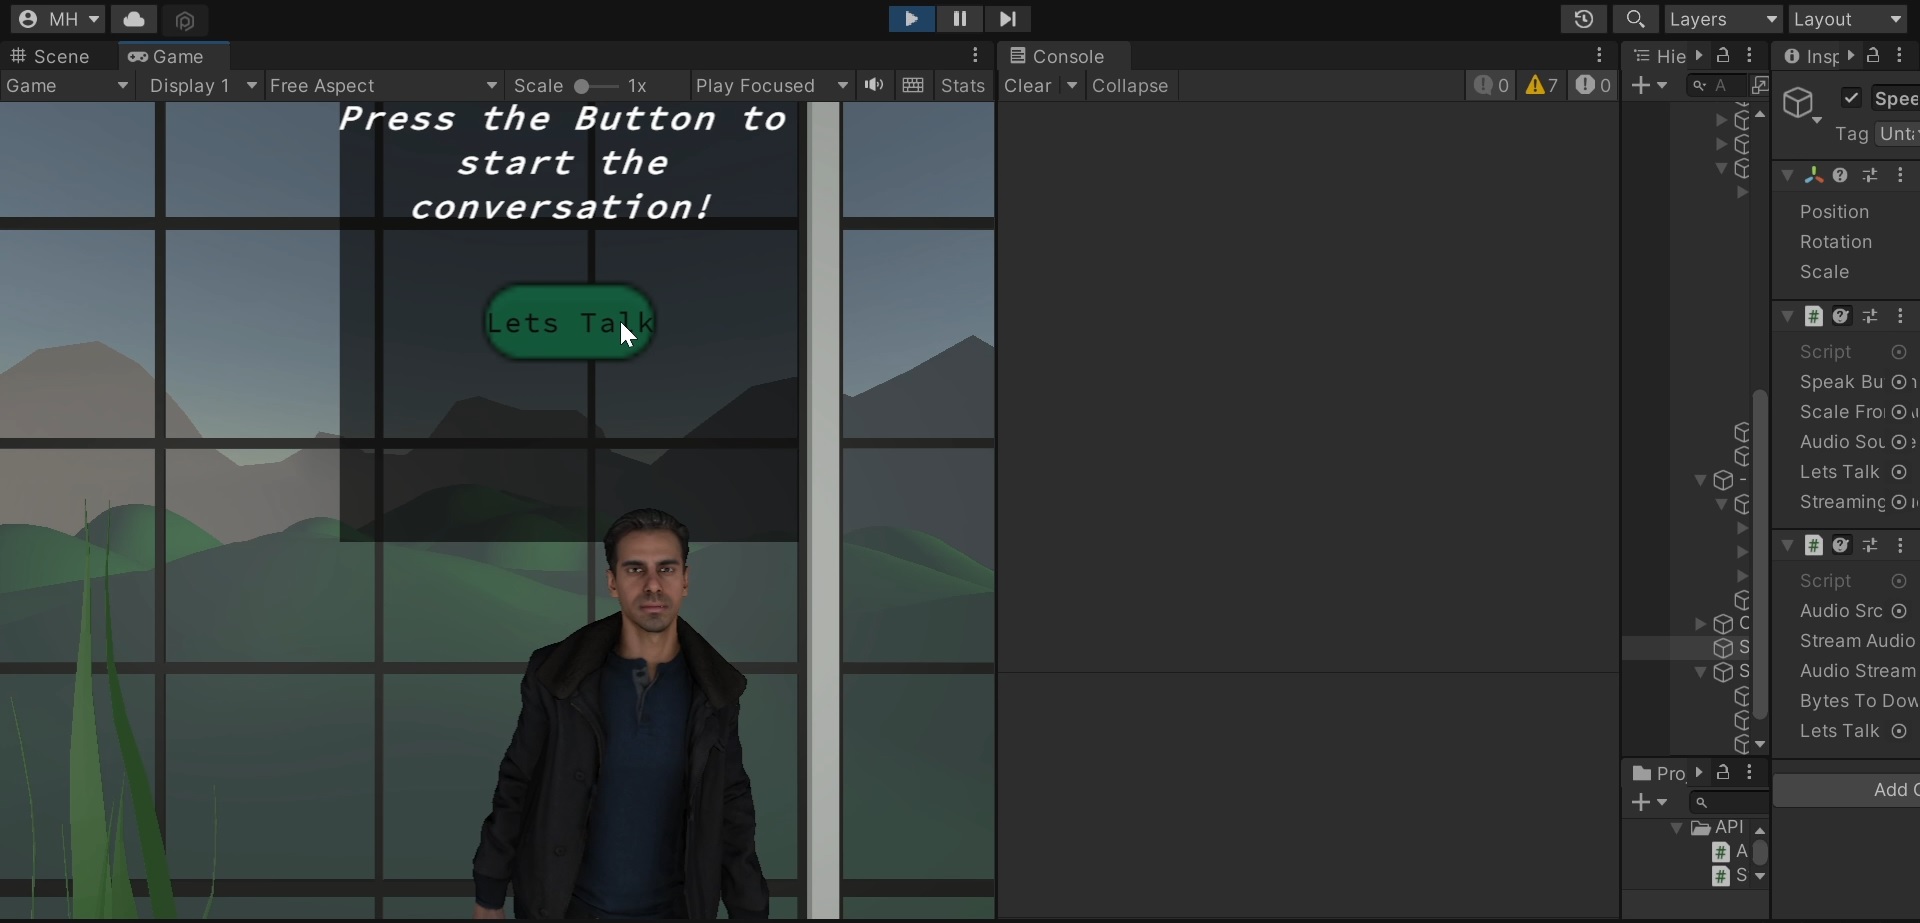 MH
Layers
Layout
Scene
Game
Console
Hie
Insp
Game
Display 1
Free Aspect
Scale
1x
Play Focused
Stats
Clear
Collapse
0
7
0
A
Spee
Tag
Press the Button to
start the
conversation!
Lets Talk
Position
Rotation
Scale
Script
Speak Bu
Scale Fro
Audio Sou
Lets Talk
Streaming
Script
Audio Src
Stream Audio
Audio Stream
Bytes To Dow
Lets Talk
S
S
Pro
Add
API
A
S